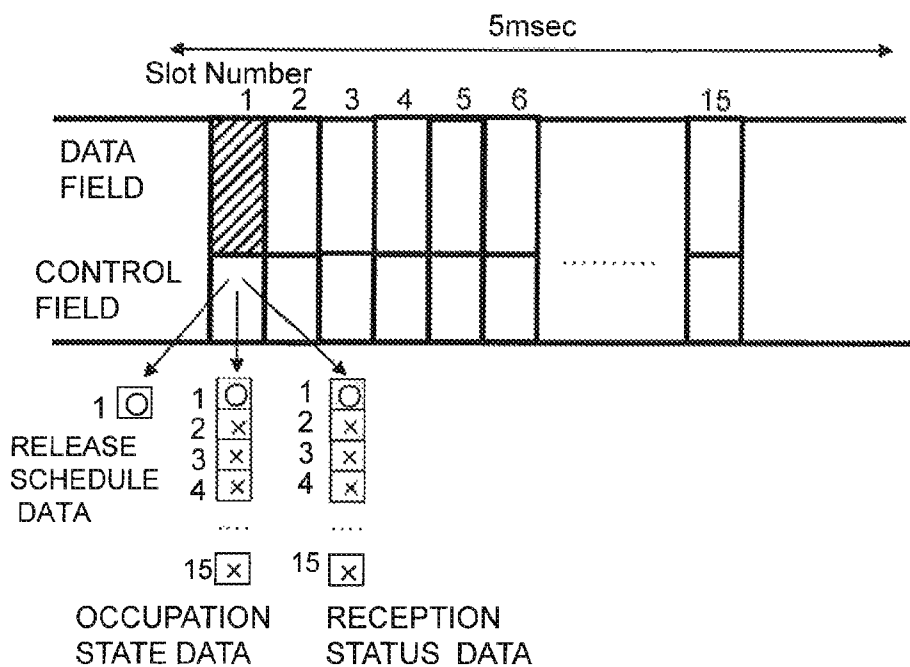 5msec
Slot Number
1 2 3 4 5 6 15
DATA
FIELD
CONTROL
FIELD
1 ○
RELEASE
SCHEDULE
DATA
1 ○
2 ×
3 ×
4 ×
.....
15 ×
OCCUPATION
STATE DATA
1 ○
2 ×
3 ×
4 ×
.....
15 ×
RECEPTION
STATUS DATA